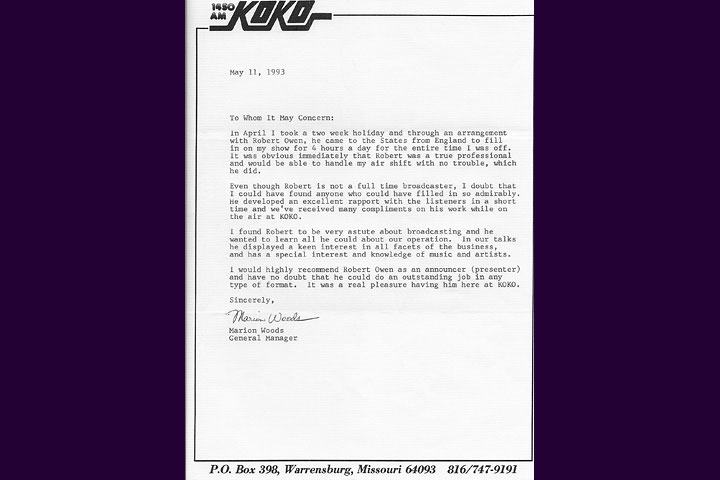 1450
AM KOKO
May 11, 1993
To Whom It May Concern:
In April I took a two week holiday and through an arrangement
with Robert Owen, he came to the States from England to fill
in on my show for 4 hours a day for the entire time I was off.
It was obvious immediately that Robert was a true professional
and would be able to handle my air shift with no trouble, which
he did.
Even though Robert is not a full time broadcaster, I doubt that
I could have found anyone who could have filled in so admirably.
He developed an excellent rapport with the listeners in a short
time and we've received many compliments on his work while on
the air at KOKO.
I found Robert to be very astute about broadcasting and he
wanted to learn all he could about our operation.  In our talks
he displayed a keen interest in all facets of the business,
and has a special interest and knowledge of music and artists.
I would highly recommend Robert Owen as an announcer (presenter)
and have no doubt that he could do an outstanding job in any
type of format.  It was a real pleasure having him here at KOKO.
Sincerely,
Marion Woods
Marion Woods
General Manager
P.O. Box 398, Warrensburg, Missouri 64093  816/747-9191